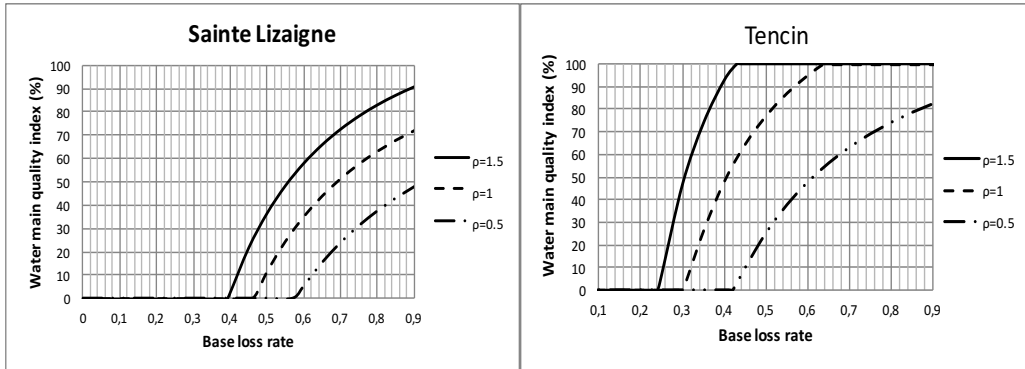 Sainte Lizaigne
Water main quality index (%)
100
90
80
70
60
50
40
30
20
10
0
0 0,1 0,2 0,3 0,4 0,5 0,6 0,7 0,8 0,9
Base loss rate
ρ=1.5
ρ=1
ρ=0.5
Tencin
Water main quality index (%)
100
90
80
70
60
50
40
30
20
10
0
0,1 0,2 0,3 0,4 0,5 0,6 0,7 0,8 0,9
Base loss rate
ρ=1.5
ρ=1
ρ=0.5